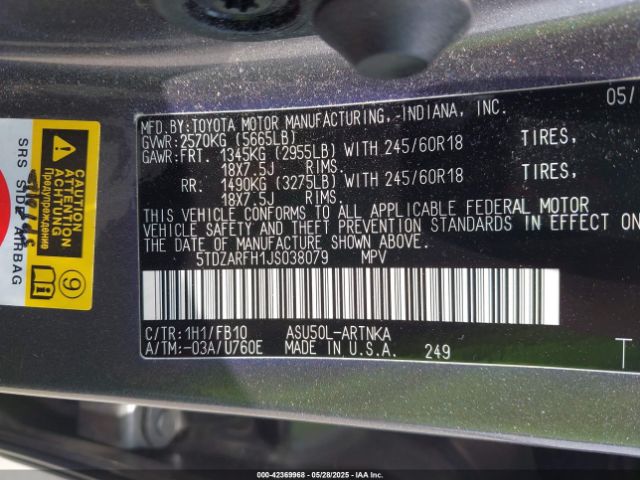 MFD.BY:TOYOTA MOTOR MANUFACTURING,-INDIANA, INC. 05/
GVWR:2570KG (5665LB)
GAWR:FRT. 1345KG (2955LB) WITH 245/60R18 TIRES,
18X7.5J RIMS.
RR. 1490KG (3275LB) WITH 245/60R18 TIRES,
18X7.5J RIMS.
THIS VEHICLE CONFORMS TO ALL APPLICABLE FEDERAL MOTOR
VEHICLE SAFETY AND THEFT PREVENTION STANDARDS IN EFFECT ON
THE DATE OF MANUFACTURE SHOWN ABOVE.
5TDZARFH1JS038079 MPV
C/TR:1H1/FB10 ASU50L-ARTNKA
A/TM:-03A/U760E MADE IN U.S.A. 249
T
SRS SIDE AIRBAG
ATTENTION
ACHTUNG
Предупреждение
9
000-42369968 05/28/2025 IAAI/ACT